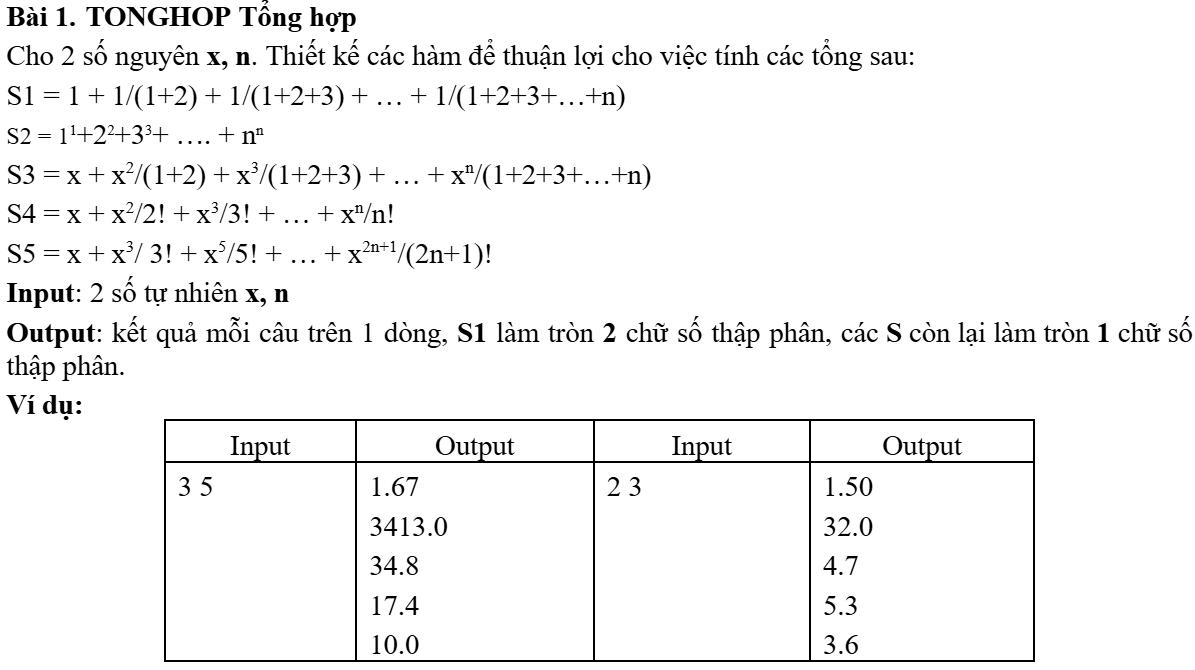 Bài 1. TONGHOP Tổng hợp
Cho 2 số nguyên x, n. Thiết kế các hàm để thuận lợi cho việc tính các tổng sau:
S1 = 1 + 1/(1+2) + 1/(1+2+3) + … + 1/(1+2+3+…+n)
S2 = 1¹+2²+3³+ …. + nⁿ
S3 = x + x²/(1+2) + x³/(1+2+3) + … + xⁿ/(1+2+3+…+n)
S4 = x + x²/2! + x³/3! + … + xⁿ/n!
S5 = x + x³/ 3! + x⁵/5! + … + x²ⁿ⁺¹/(2n+1)!
Input: 2 số tự nhiên x, n
Output: kết quả mỗi câu trên 1 dòng, S1 làm tròn 2 chữ số thập phân, các S còn lại làm tròn 1 chữ số
thập phân.
Ví dụ:
Input Output Input Output
3 5 1.67 2 3 1.50
3413.0 32.0
34.8 4.7
17.4 5.3
10.0 3.6